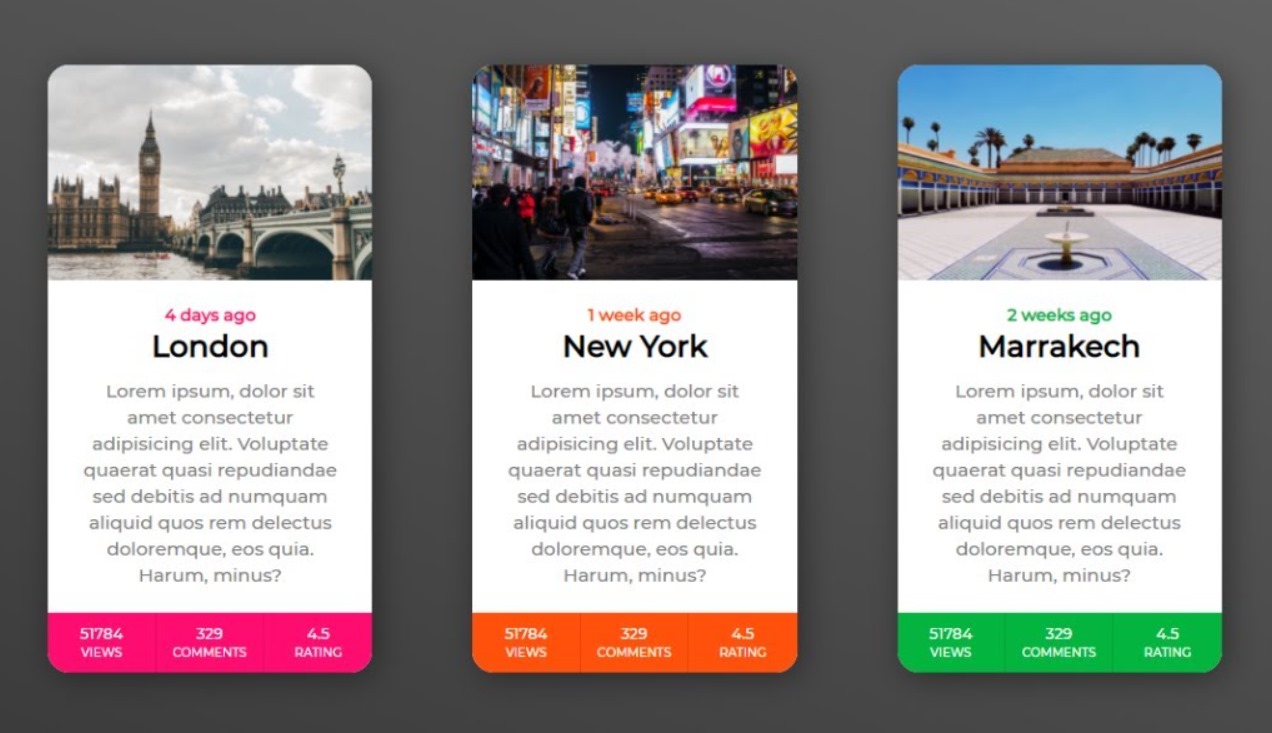 4 days ago
London
Lorem ipsum, dolor sit
amet consectetur
adipisicing elit. Voluptate
quaerat quasi repudiandae
sed debitis ad numquam
aliquid quos rem delectus
doloremque, eos quia.
Harum, minus?
51784
VIEWS
329
COMMENTS
4.5
RATING
1 week ago
New York
Lorem ipsum, dolor sit
amet consectetur
adipisicing elit. Voluptate
quaerat quasi repudiandae
sed debitis ad numquam
aliquid quos rem delectus
doloremque, eos quia.
Harum, minus?
51784
VIEWS
329
COMMENTS
4.5
RATING
2 weeks ago
Marrakech
Lorem ipsum, dolor sit
amet consectetur
adipisicing elit. Voluptate
quaerat quasi repudiandae
sed debitis ad numquam
aliquid quos rem delectus
doloremque, eos quia.
Harum, minus?
51784
VIEWS
329
COMMENTS
4.5
RATING